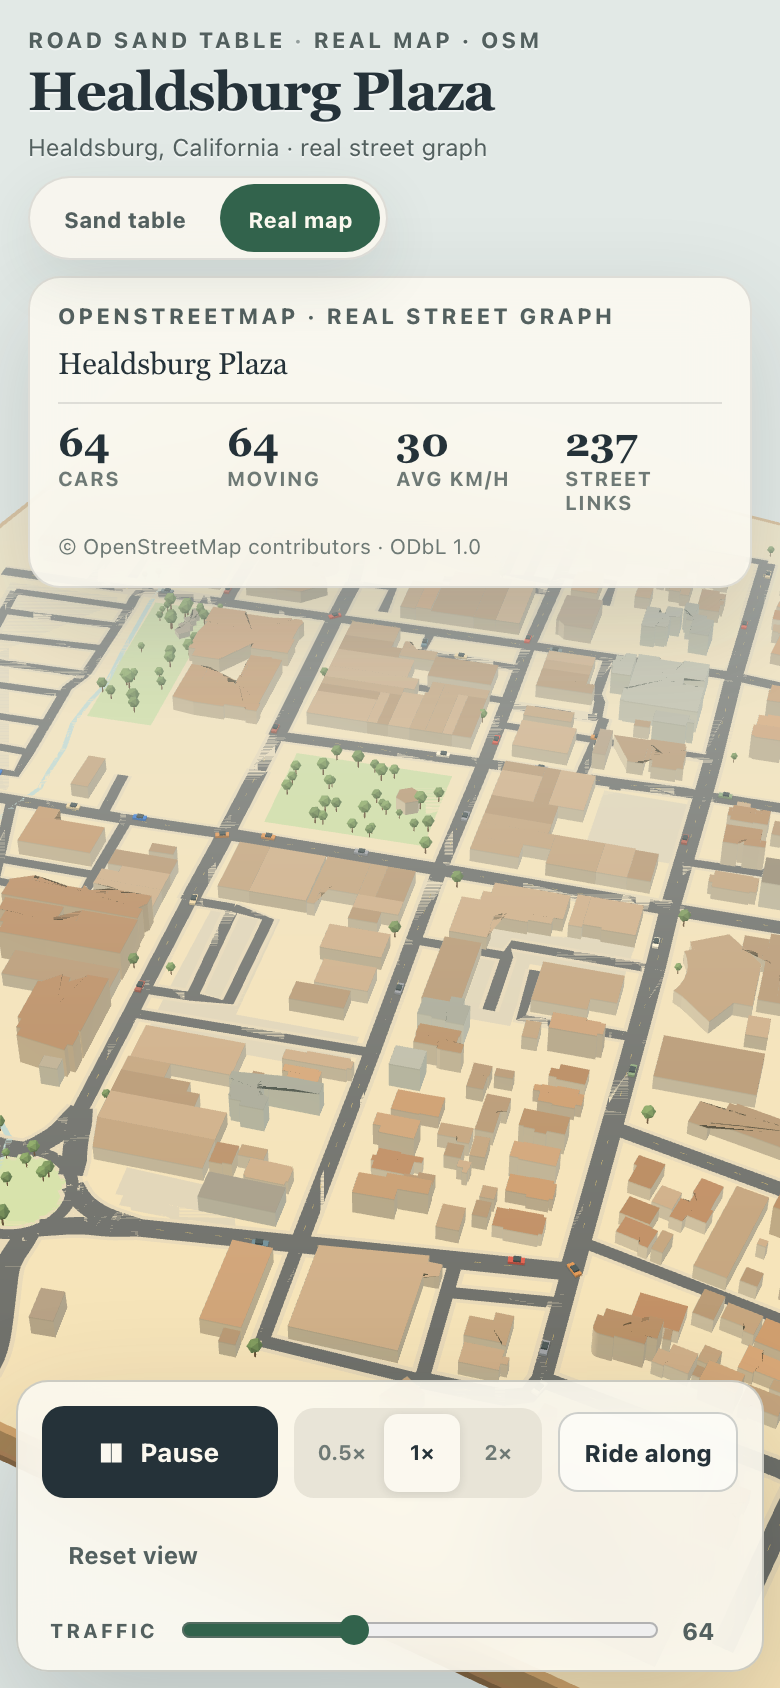 ROAD SAND TABLE · REAL MAP · OSM
Healdsburg Plaza
Healdsburg, California · real street graph
Sand table
Real map
OPENSTREETMAP · REAL STREET GRAPH
Healdsburg Plaza
64
CARS
64
MOVING
30
AVG KM/H
237
STREET
LINKS
© OpenStreetMap contributors · ODbL 1.0
Pause
0.5×
1×
2×
Ride along
Reset view
TRAFFIC
64